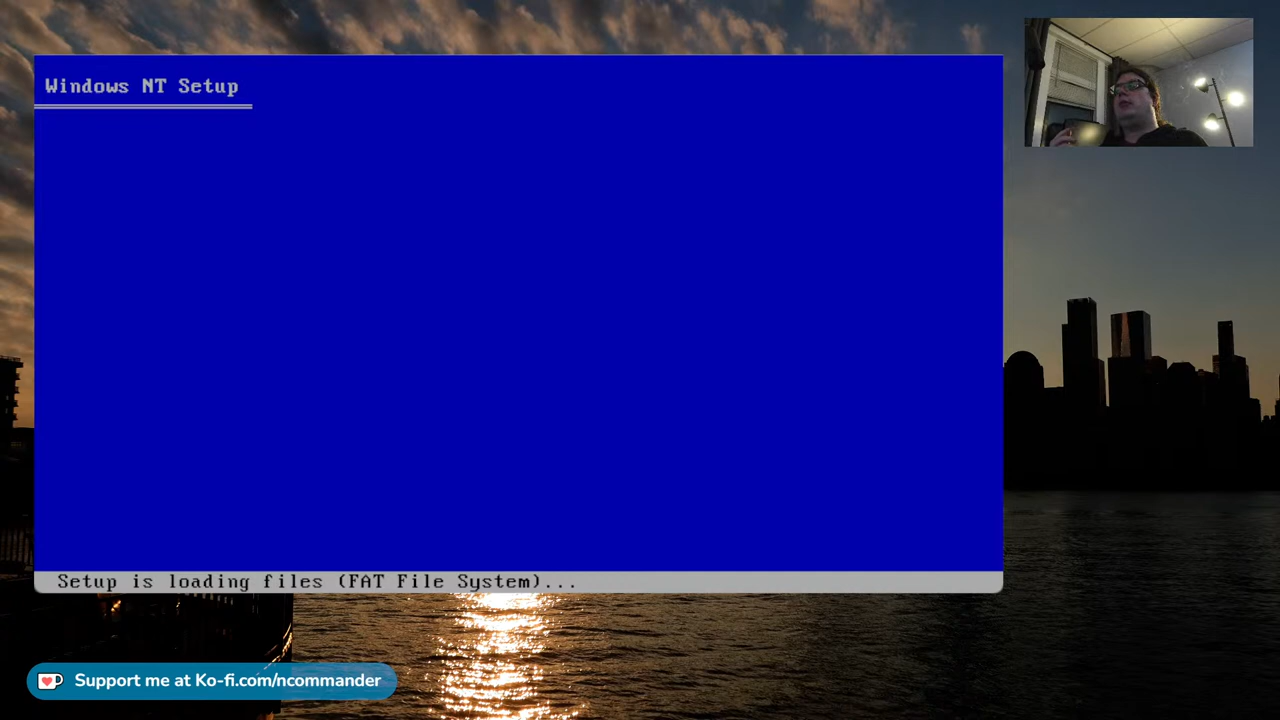 Windows NT Setup
Setup is loading files (FAT File System)...
Support me at Ko-fi.com/ncommander